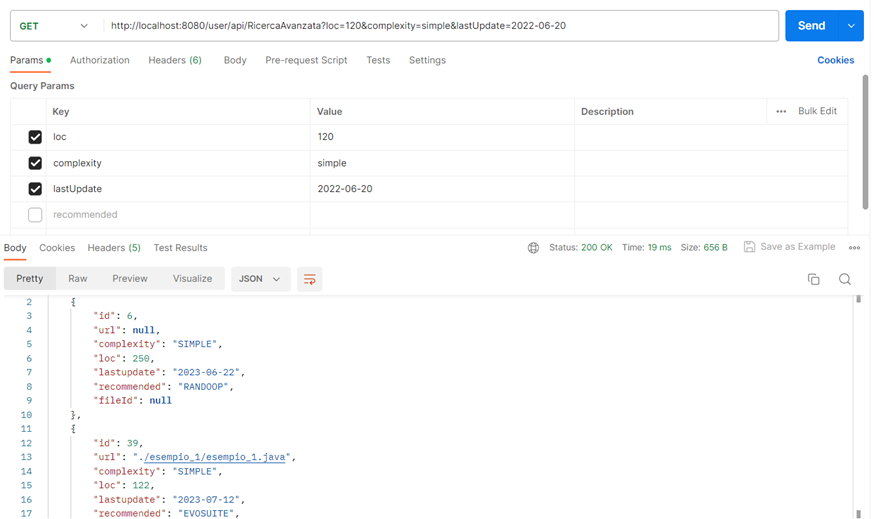 GET http://localhost:8080/user/api/RicercaAvanzata?loc=120&complexity=simple&lastUpdate=2022-06-20 Send
Params Authorization Headers (6) Body Pre-request Script Tests Settings Cookies
Query Params
Key Value Description Bulk Edit
loc 120
complexity simple
lastUpdate 2022-06-20
recommended
Body Cookies Headers (5) Test Results Status: 200 OK Time: 19 ms Size: 656 B Save as Example
Pretty Raw Preview Visualize JSON
2 {
3 "id": 6,
4 "url": null,
5 "complexity": "SIMPLE",
6 "loc": 250,
7 "lastupdate": "2023-06-22",
8 "recommended": "RANDOOP",
9 "fileId": null
10 },
11 {
12 "id": 39,
13 "url": "./esempio_1/esempio_1.java",
14 "complexity": "SIMPLE",
15 "loc": 122,
16 "lastupdate": "2023-07-12",
17 "recommended": "EVOSUITE",